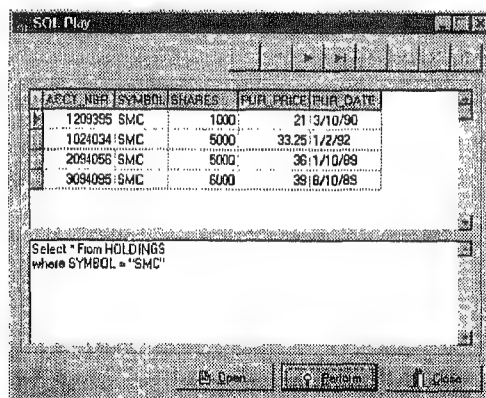 SQL Play
ACCT_NBR SYMBOL SHARES PUR_PRICE PUR_DATE
1209395 SMC 1000 21 3/10/90
1024034 SMC 5000 33.25 1/2/92
2094056 SMC 5000 36 1/10/89
3094095 SMC 6000 39 8/10/89
Select * From HOLDINGS
where SYMBOL = "SMC"
Open Perform Close